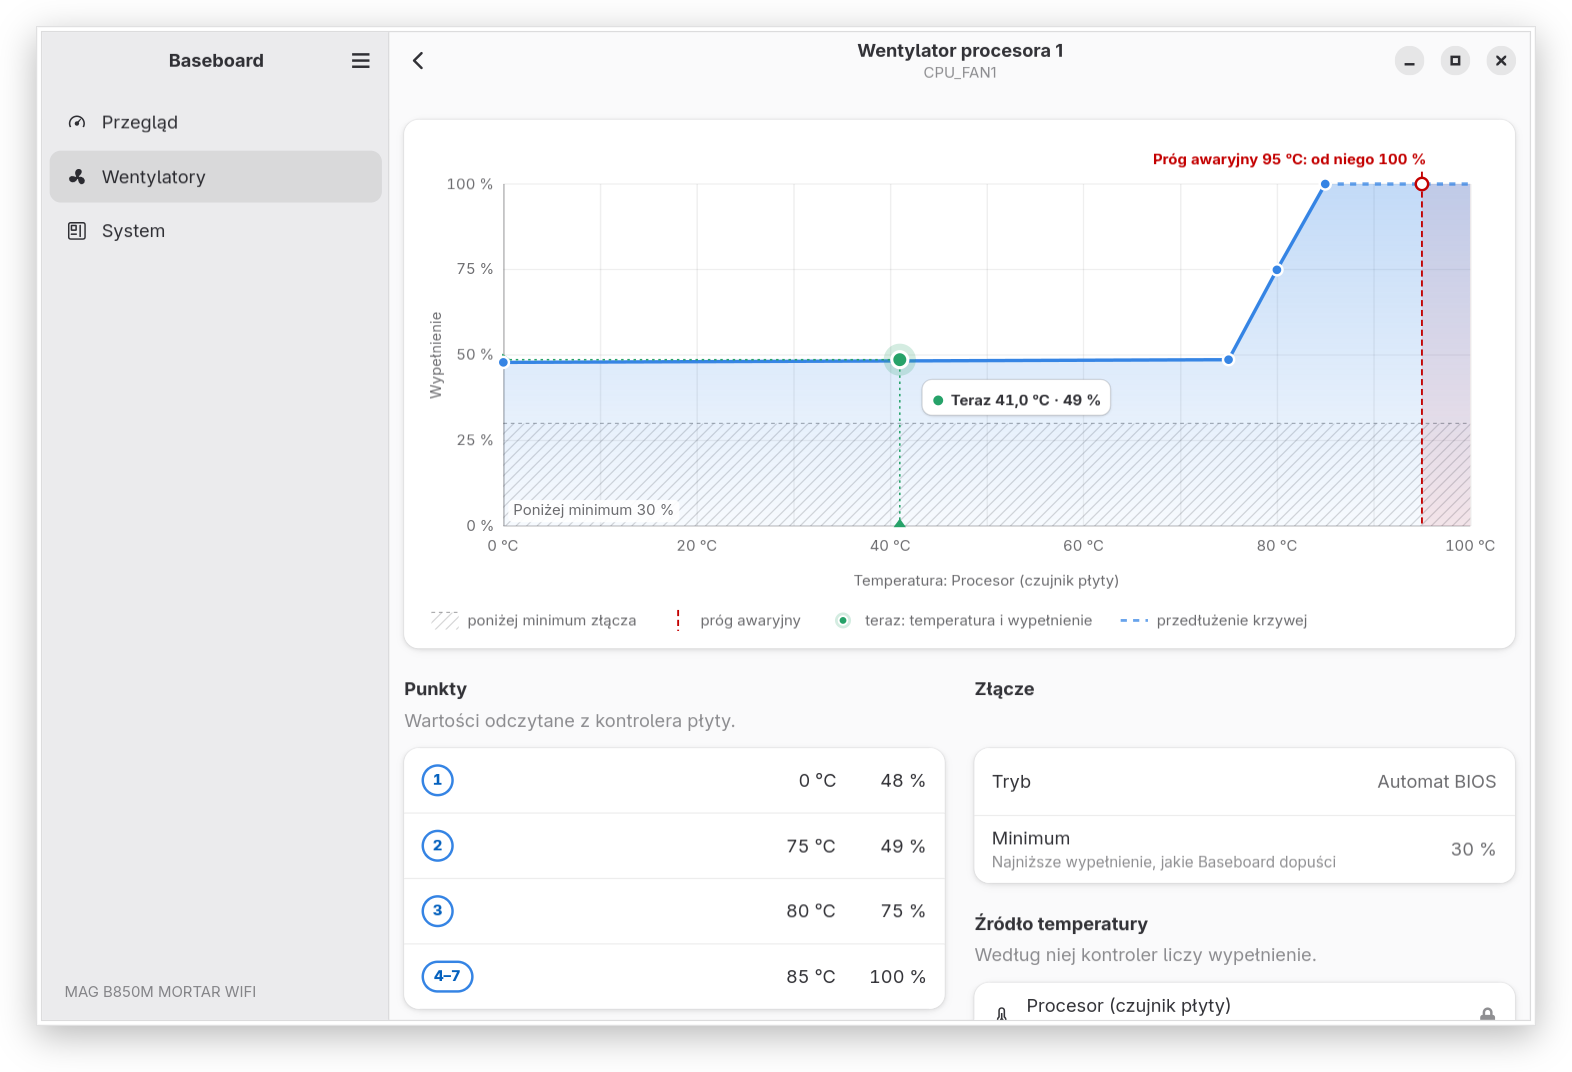 Baseboard
Przegląd
Wentylatory
System
MAG B850M MORTAR WIFI
Wentylator procesora 1
CPU_FAN1
Próg awaryjny 95 °C: od niego 100 %
Wypełnienie
100 %
75 %
50 %
25 %
0 %
Teraz 41,0 °C · 49 %
Poniżej minimum 30 %
0 °C 20 °C 40 °C 60 °C 80 °C 100 °C
Temperatura: Procesor (czujnik płyty)
poniżej minimum złącza próg awaryjny teraz: temperatura i wypełnienie przedłużenie krzywej
Punkty
Wartości odczytane z kontrolera płyty.
1 0 °C 48 %
2 75 °C 49 %
3 80 °C 75 %
4–7 85 °C 100 %
Złącze
Tryb Automat BIOS
Minimum
Najniższe wypełnienie, jakie Baseboard dopuści
30 %
Źródło temperatury
Według niej kontroler liczy wypełnienie.
Procesor (czujnik płyty)